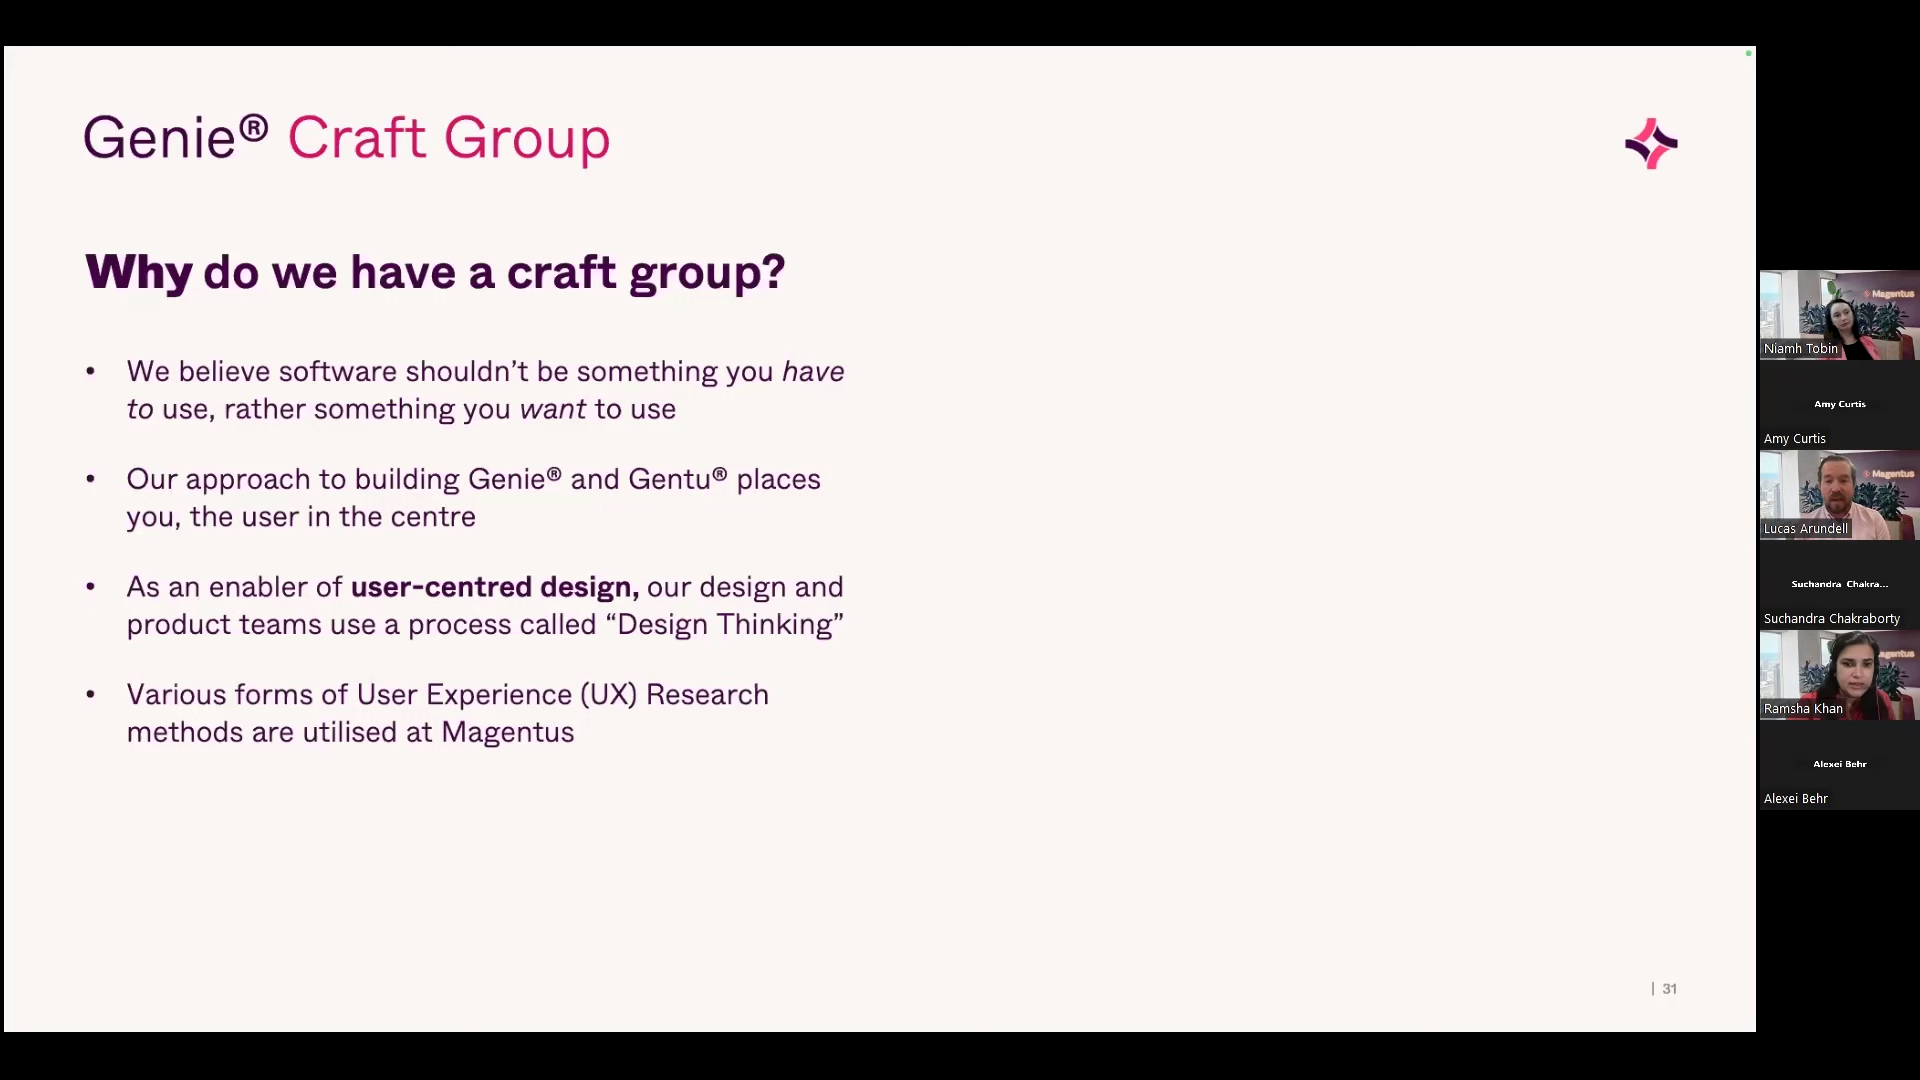 Genie® Craft Group
Why do we have a craft group?
• We believe software shouldn’t be something you have
to use, rather something you want to use
• Our approach to building Genie® and Gentu® places
you, the user in the centre
• As an enabler of user-centred design, our design and
product teams use a process called “Design Thinking”
• Various forms of User Experience (UX) Research
methods are utilised at Magentus
| 31
Magentus
Niamh Tobin
Amy Curtis
Amy Curtis
Magentus
Lucas Arundell
Suchandra Chakra...
Suchandra Chakraborty
agentus
Ramsha Khan
Alexei Behr
Alexei Behr